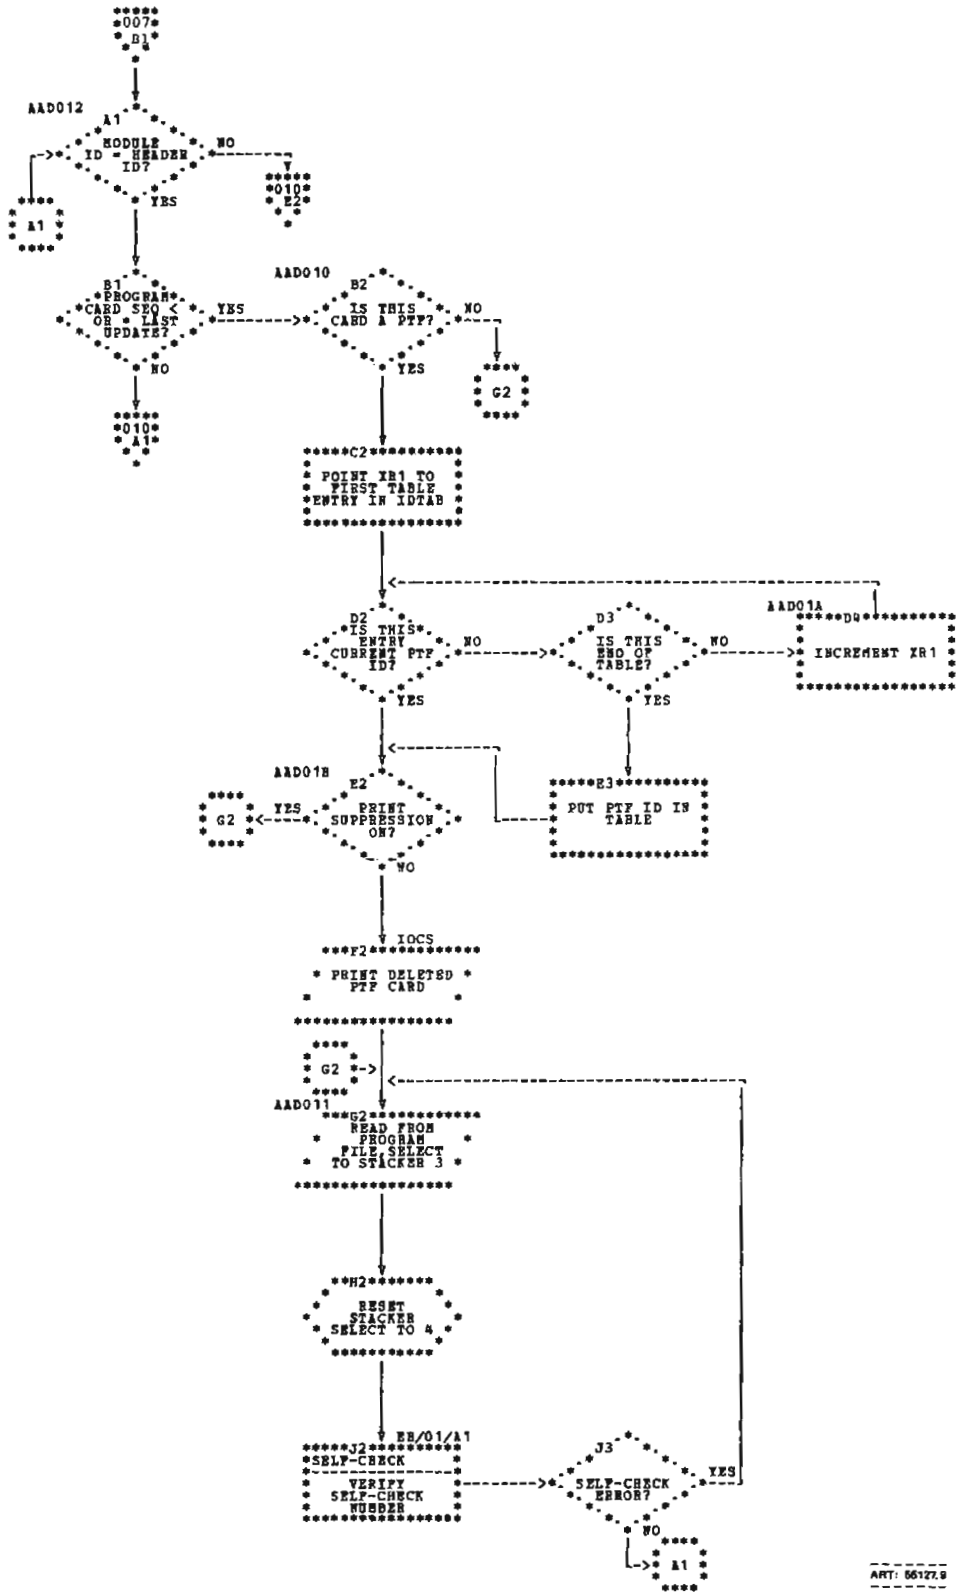 007
B1
AAD012
A1
MODULE
ID = HEADER
ID?
NO
YES
A1
010
E2
AAD010
B1
PROGRAM
CARD SEQ <
OR = LAST
UPDATE?
YES
NO
B2
IS THIS
CARD A PTF?
NO
YES
G2
010
A1
C2
POINT XR1 TO
FIRST TABLE
ENTRY IN IDTAB
AAD01A
D2
IS THIS
ENTRY
CURRENT PTF
ID?
NO
YES
D3
IS THIS
END OF
TABLE?
NO
YES
D4
INCREMENT XR1
AAD01B
G2
YES
E2
PRINT
SUPPRESSION
ON?
NO
E3
PUT PTF ID IN
TABLE
IOCS
F2
PRINT DELETED
PTF CARD
G2
AAD011
G2
READ FROM
PROGRAM
FILE,SELECT
TO STACKER 3
H2
RESET
STACKER
SELECT TO 4
EB/01/A1
J2
SELF-CHECK
VERIFY
SELF-CHECK
NUMBER
J3
SELF-CHECK
ERROR?
YES
NO
A1
ART: 55127.9